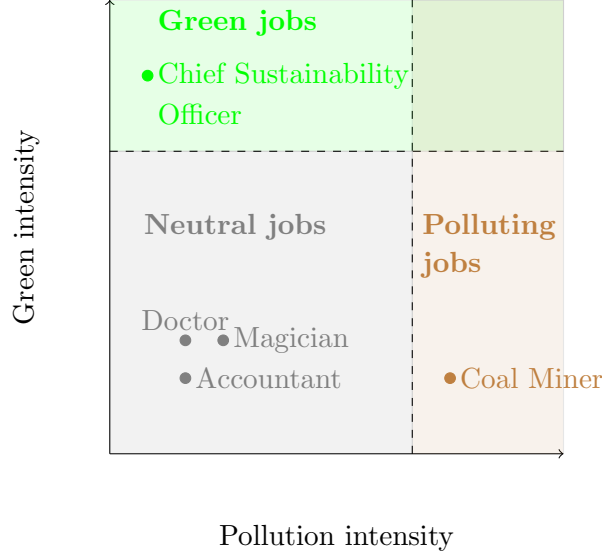 Green jobs
Chief Sustainability
Officer
Green intensity
Neutral jobs
Polluting
jobs
Doctor
Magician
Accountant
Coal Miner
Pollution intensity